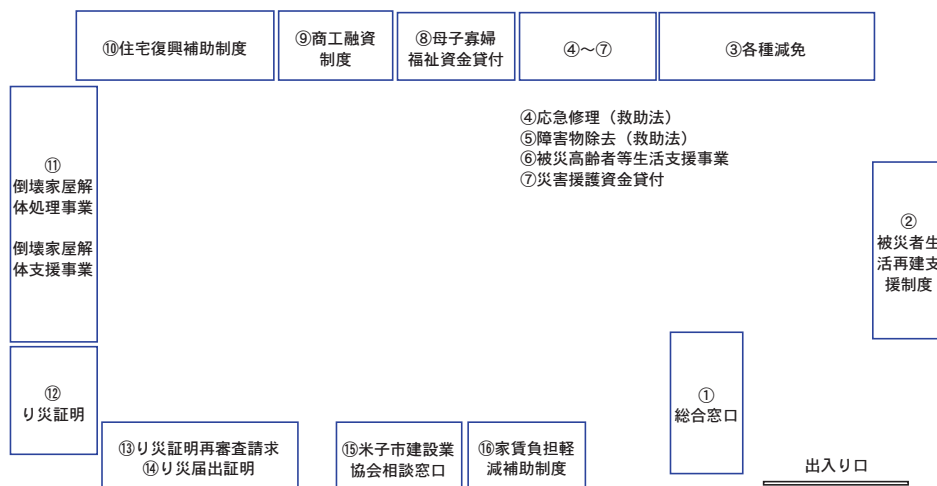 ⑩住宅復興補助制度
⑨商工融資
制度
⑧母子寡婦
福祉資金貸付
④～⑦
③各種減免
④応急修理（救助法）
⑤障害物除去（救助法）
⑥被災高齢者等生活支援事業
⑦災害援護資金貸付
⑪
倒壊家屋解
体処理事業
倒壊家屋解
体支援事業
②
被災者生
活再建支
援制度
①
総合窓口
⑫
り災証明
⑬り災証明再審査請求
⑭り災届出証明
⑮米子市建設業
協会相談窓口
⑯家賃負担軽
減補助制度
出入り口